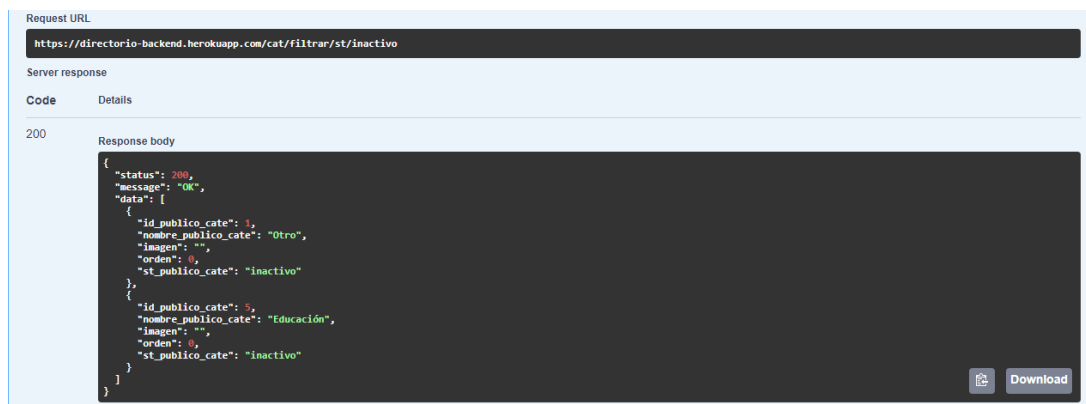 Request URL
https://directorio-backend.herokuapp.com/cat/filtrar/st/inactivo
Server response
Code Details
200
Response body
{
  "status": 200,
  "message": "OK",
  "data": [
    {
      "id_publico_cate": 1,
      "nombre_publico_cate": "Otro",
      "imagen": "",
      "orden": 0,
      "st_publico_cate": "inactivo"
    },
    {
      "id_publico_cate": 5,
      "nombre_publico_cate": "Educación",
      "imagen": "",
      "orden": 0,
      "st_publico_cate": "inactivo"
    }
  ]
}
Download